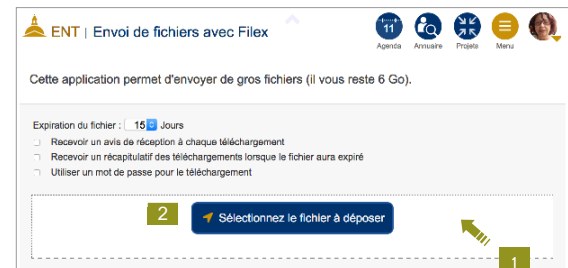 ENT | Envoi de fichiers avec Filex
11
Agenda Annuaire Projets Menu
Cette application permet d'envoyer de gros fichiers (il vous reste 6 Go).
Expiration du fichier : 15 Jours
Recevoir un avis de réception à chaque téléchargement
Recevoir un récapitulatif des téléchargements lorsque le fichier aura expiré
Utiliser un mot de passe pour le téléchargement
2 Sélectionnez le fichier à déposer
1